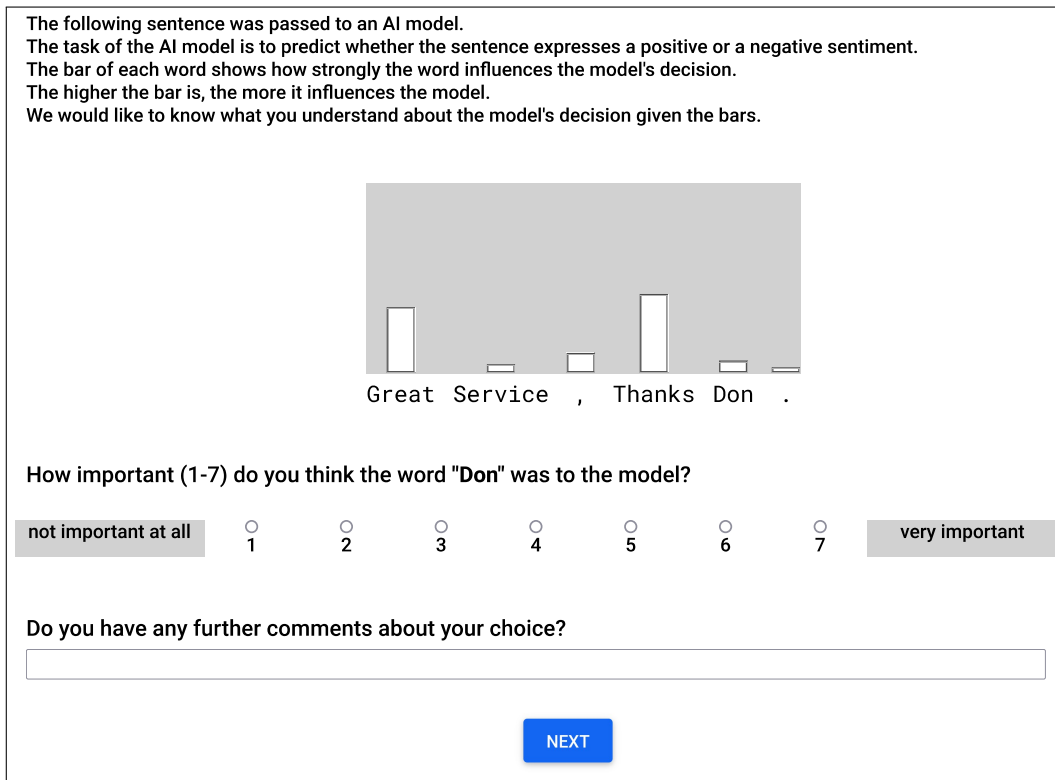 The following sentence was passed to an AI model.
The task of the AI model is to predict whether the sentence expresses a positive or a negative sentiment.
The bar of each word shows how strongly the word influences the model's decision.
The higher the bar is, the more it influences the model.
We would like to know what you understand about the model's decision given the bars.
Great Service , Thanks Don .
How important (1-7) do you think the word "Don" was to the model?
not important at all 1 2 3 4 5 6 7 very important
Do you have any further comments about your choice?
NEXT